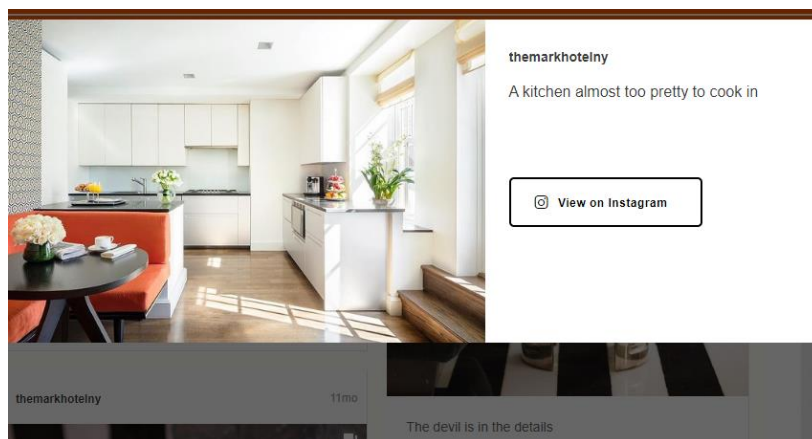 themarkhotelny
A kitchen almost too pretty to cook in
View on Instagram
themarkhotelny
11mo
The devil is in the details